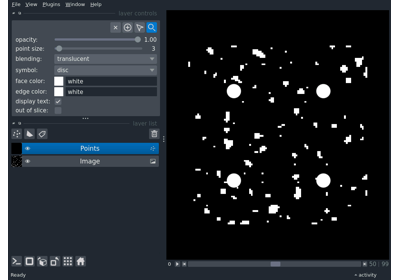 File View Plugins Window Help
layer controls
opacity: 1.00
point size: 3
blending: translucent
symbol: disc
face color: white
edge color: white
display text: ✓
out of slice:
layer list
Points
Image
0 50 99
Ready activity